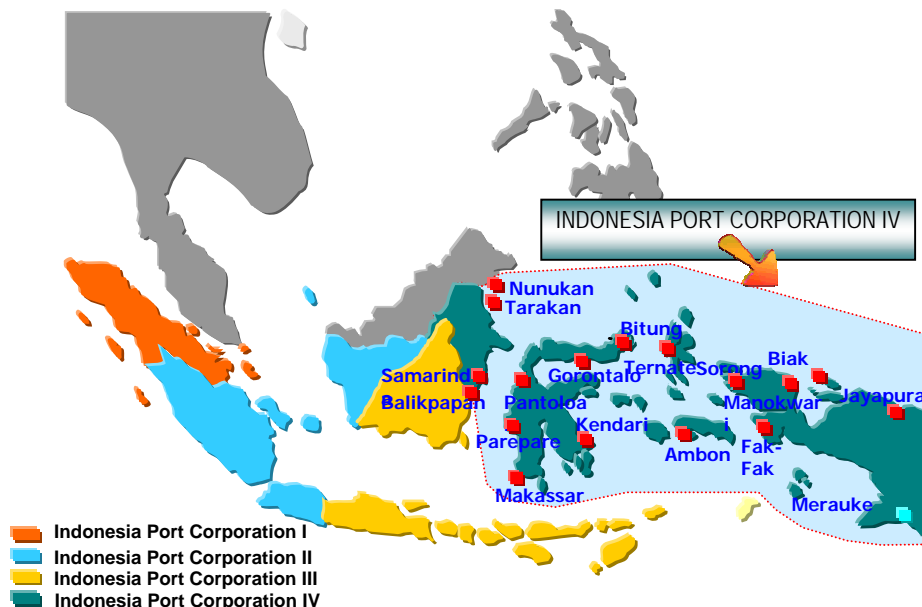 INDONESIA PORT CORPORATION IV
Nunukan
Tarakan
Bitung
Ternate
Sorong
Biak
Samarind
a
Gorontalo
Manokwar
i
Jayapura
Balikpapan
Pantoloa
Parepare
Kendari
Ambon
Fak-
Fak
Makassar
Merauke
Indonesia Port Corporation I
Indonesia Port Corporation II
Indonesia Port Corporation III
Indonesia Port Corporation IV